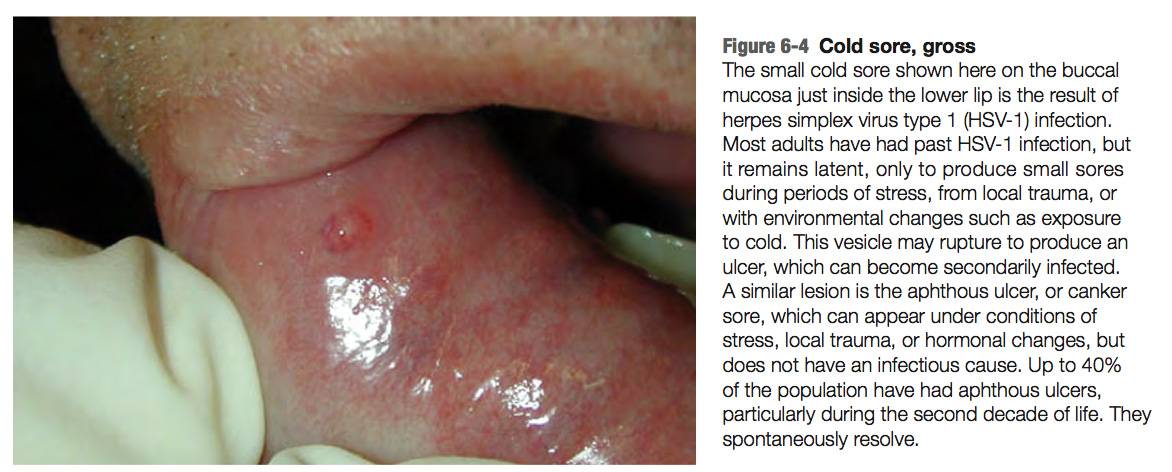 Figure 6-4 Cold sore, gross
The small cold sore shown here on the buccal
mucosa just inside the lower lip is the result of
herpes simplex virus type 1 (HSV-1) infection.
Most adults have had past HSV-1 infection, but
it remains latent, only to produce small sores
during periods of stress, from local trauma, or
with environmental changes such as exposure
to cold. This vesicle may rupture to produce an
ulcer, which can become secondarily infected.
A similar lesion is the aphthous ulcer, or canker
sore, which can appear under conditions of
stress, local trauma, or hormonal changes, but
does not have an infectious cause. Up to 40%
of the population have had aphthous ulcers,
particularly during the second decade of life. They
spontaneously resolve.